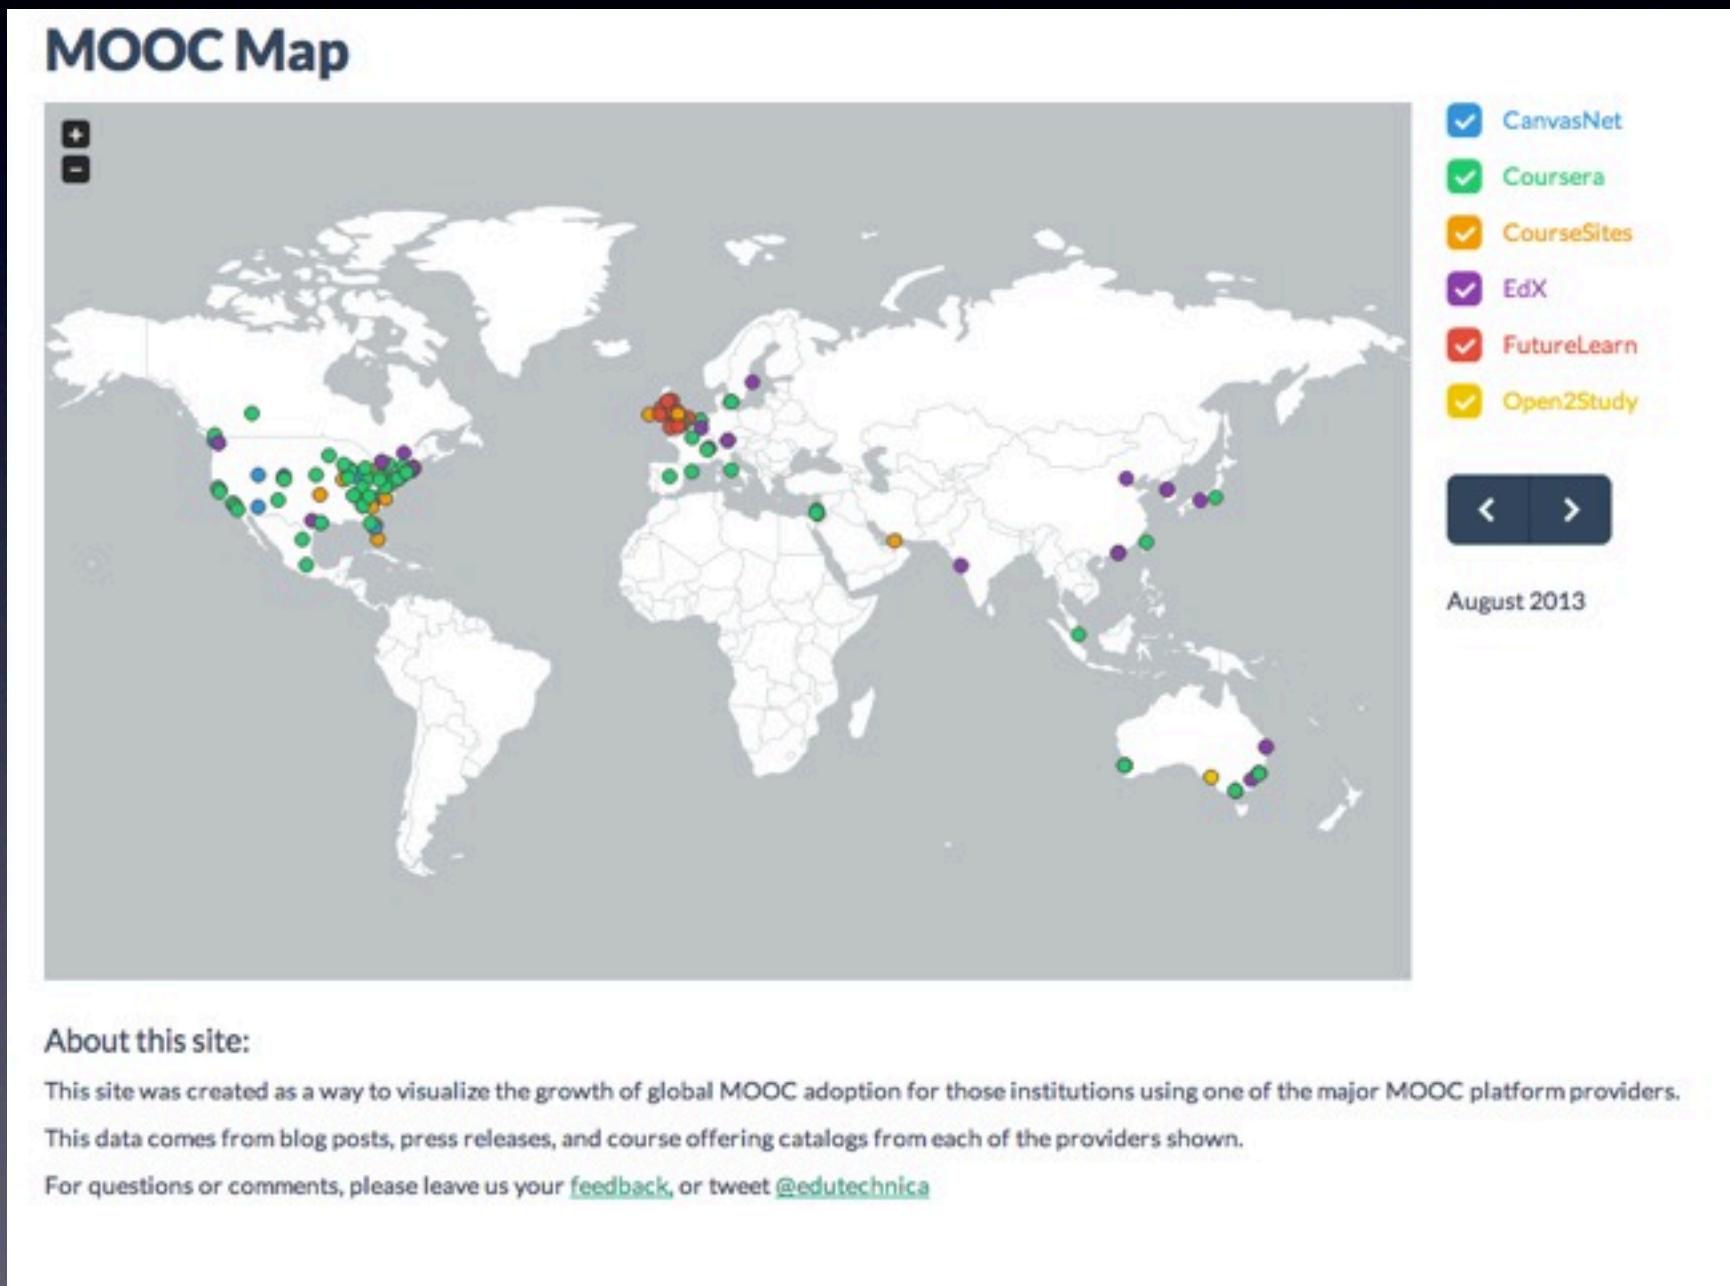 MOOC Map
+
-
CanvasNet
Coursera
CourseSites
EdX
FutureLearn
Open2Study
August 2013
About this site:
This site was created as a way to visualize the growth of global MOOC adoption for those institutions using one of the major MOOC platform providers.
This data comes from blog posts, press releases, and course offering catalogs from each of the providers shown.
For questions or comments, please leave us your feedback, or tweet @edutechnica